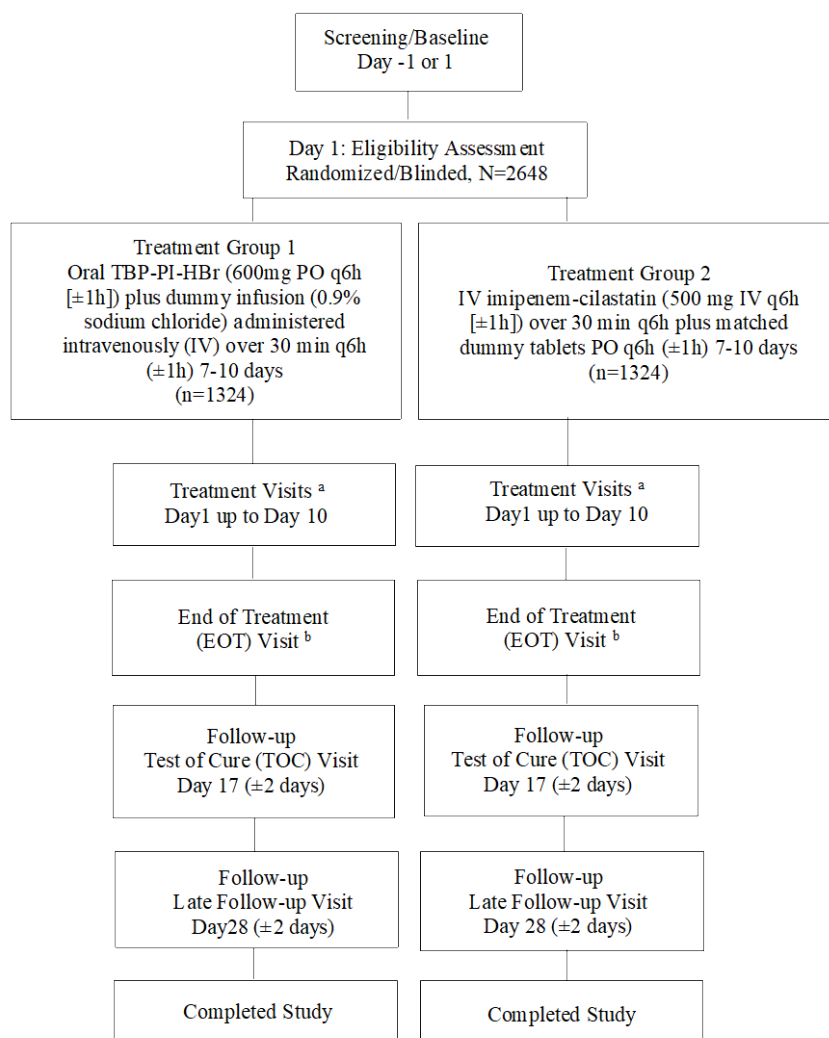 Screening/Baseline
Day -1 or 1
Day 1: Eligibility Assessment
Randomized/Blinded, N=2648
Treatment Group 1
Oral TBP-PI-HBr (600mg PO q6h
[±1h]) plus dummy infusion (0.9%
sodium chloride) administered
intravenously (IV) over 30 min q6h
(±1h) 7-10 days
(n=1324)
Treatment Group 2
IV imipenem-cilastatin (500 mg IV q6h
[±1h]) over 30 min q6h plus matched
dummy tablets PO q6h (±1h) 7-10 days
(n=1324)
Treatment Visits a
Day1 up to Day 10
Treatment Visits a
Day1 up to Day 10
End of Treatment
(EOT) Visit b
End of Treatment
(EOT) Visit b
Follow-up
Test of Cure (TOC) Visit
Day 17 (±2 days)
Follow-up
Test of Cure (TOC) Visit
Day 17 (±2 days)
Follow-up
Late Follow-up Visit
Day28 (±2 days)
Follow-up
Late Follow-up Visit
Day 28 (±2 days)
Completed Study
Completed Study